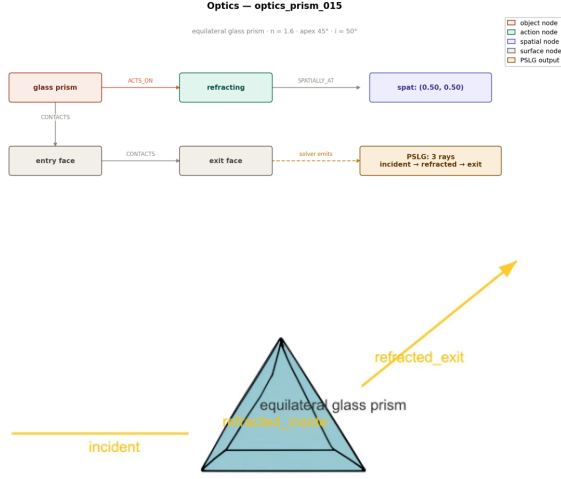 Optics — optics_prism_015
equilateral glass prism · n = 1.6 · apex 45° · i = 50°
object node
action node
spatial node
surface node
PSLG output
glass prism
ACTS_ON
refracting
SPATIALLY_AT
spat: (0.50, 0.50)
CONTACTS
entry face
CONTACTS
exit face
solver emits
PSLG: 3 rays
incident → refracted → exit
refracted_exit
equilateral glass prism
refracted_inside
incident